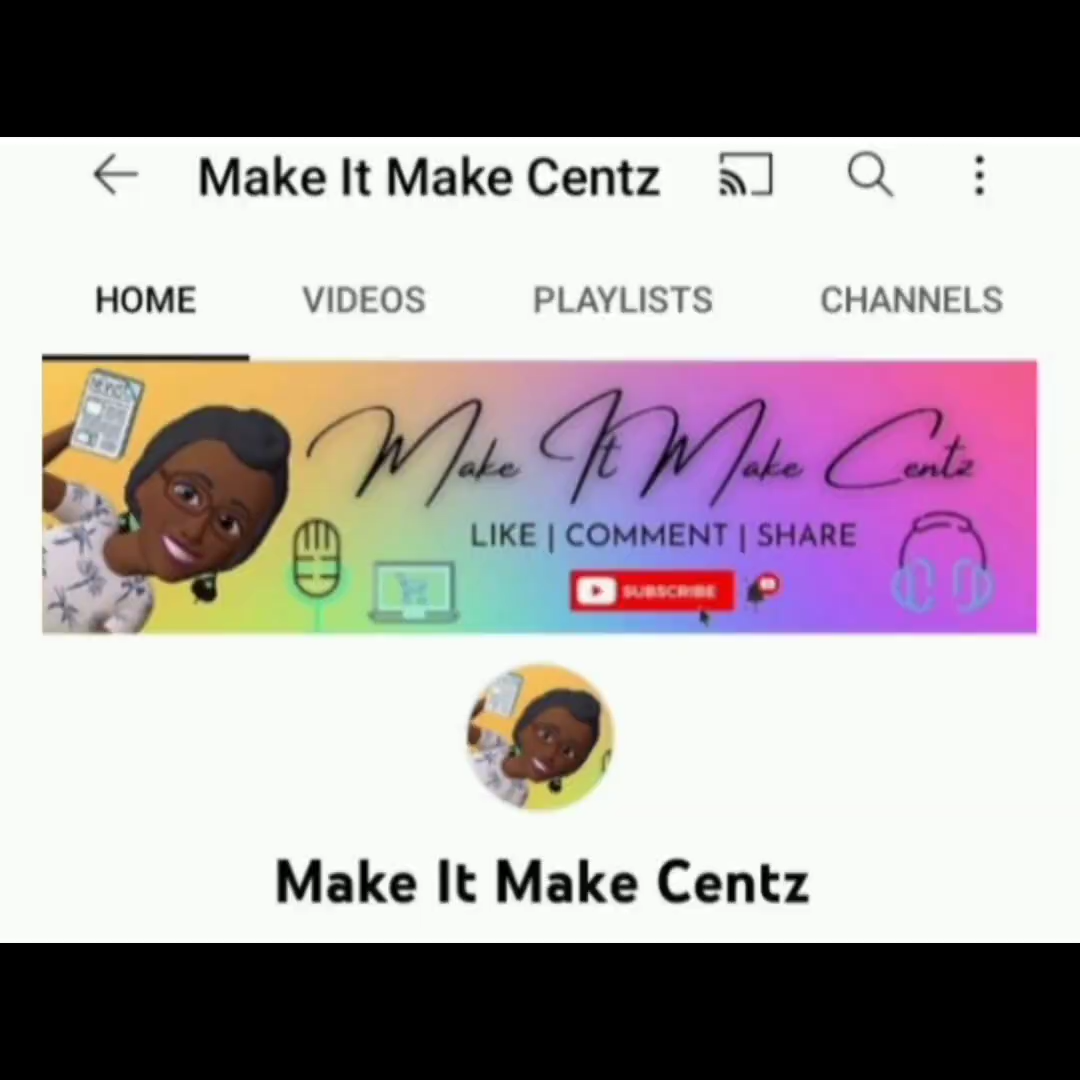 Make It Make Centz
HOME VIDEOS PLAYLISTS CHANNELS
NEWS
Make It Make Centz
LIKE | COMMENT | SHARE
SUBSCRIBE
Make It Make Centz